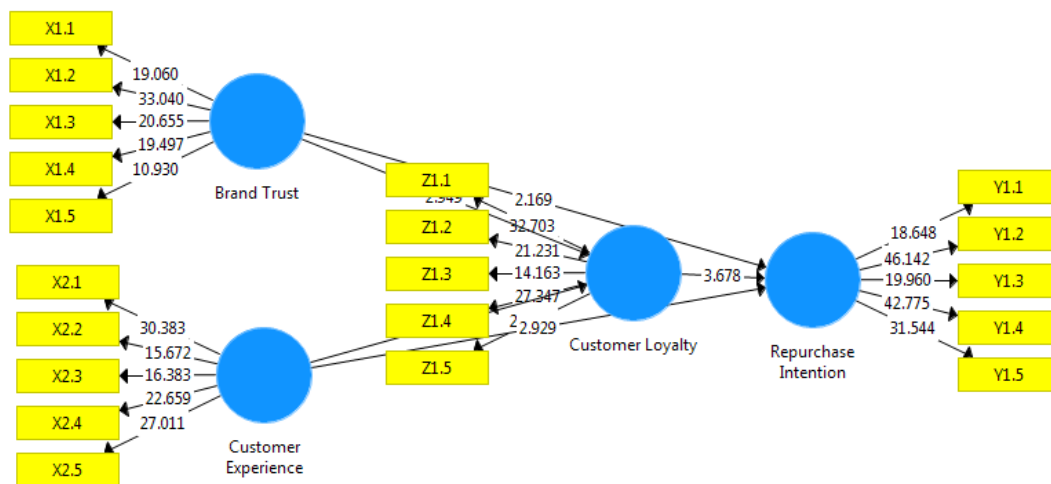 X1.1
X1.2
X1.3
X1.4
X1.5
19.060
33.040
20.655
19.497
10.930
Brand Trust
X2.1
X2.2
X2.3
X2.4
X2.5
30.383
15.672
16.383
22.659
27.011
Customer
Experience
Z1.1
Z1.2
Z1.3
Z1.4
Z1.5
32.703
21.231
14.163
27.347
2.169
3.678
2.929
Customer Loyalty
Repurchase
Intention
18.648
46.142
19.960
42.775
31.544
Y1.1
Y1.2
Y1.3
Y1.4
Y1.5